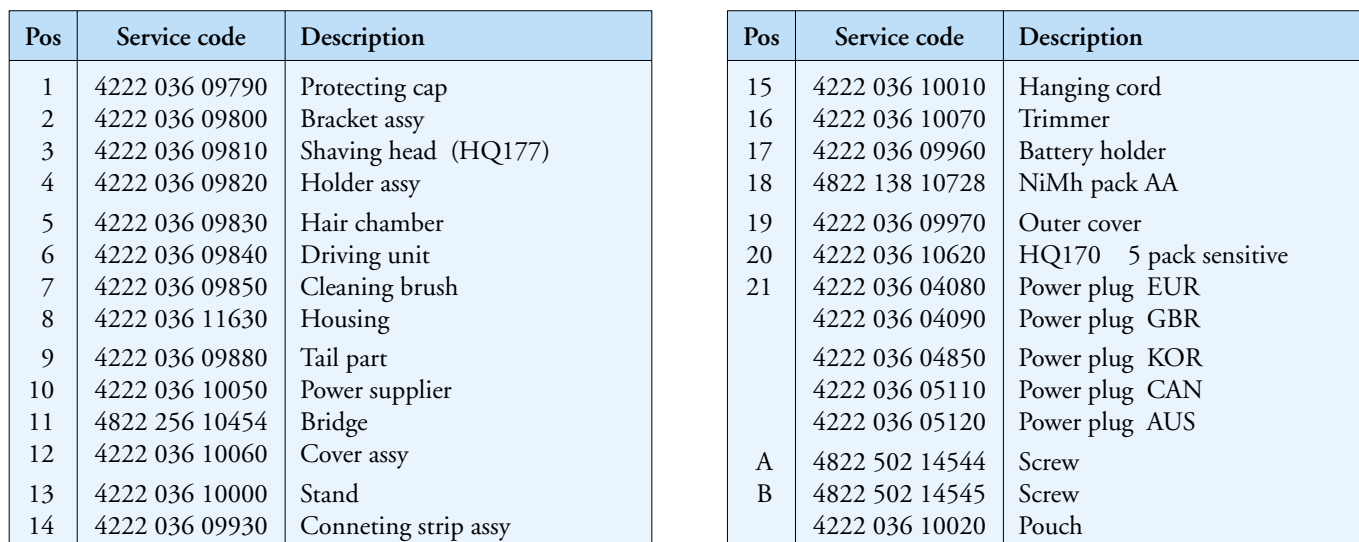 Pos Service code Description
1 4222 036 09790 Protecting cap
2 4222 036 09800 Bracket assy
3 4222 036 09810 Shaving head (HQ177)
4 4222 036 09820 Holder assy
5 4222 036 09830 Hair chamber
6 4222 036 09840 Driving unit
7 4222 036 09850 Cleaning brush
8 4222 036 11630 Housing
9 4222 036 09880 Tail part
10 4222 036 10050 Power supplier
11 4822 256 10454 Bridge
12 4222 036 10060 Cover assy
13 4222 036 10000 Stand
14 4222 036 09930 Conneting strip assy
Pos Service code Description
15 4222 036 10010 Hanging cord
16 4222 036 10070 Trimmer
17 4222 036 09960 Battery holder
18 4822 138 10728 NiMh pack AA
19 4222 036 09970 Outer cover
20 4222 036 10620 HQ170 5 pack sensitive
21 4222 036 04080 Power plug EUR
4222 036 04090 Power plug GBR
4222 036 04850 Power plug KOR
4222 036 05110 Power plug CAN
4222 036 05120 Power plug AUS
A 4822 502 14544 Screw
B 4822 502 14545 Screw
4222 036 10020 Pouch